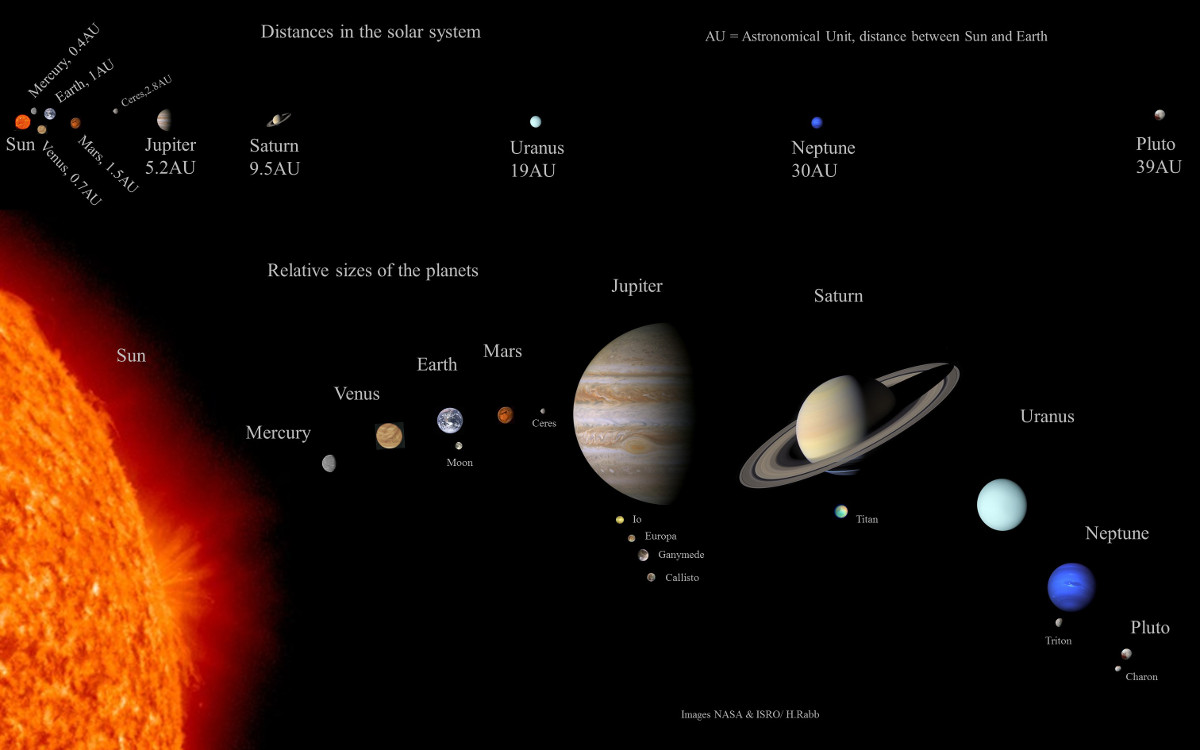 Distances in the solar system
AU = Astronomical Unit, distance between Sun and Earth
Mercury, 0.4AU
Earth, 1AU
Ceres,2.8AU
Sun
Venus, 0.7AU
Mars, 1.5AU
Jupiter
5.2AU
Saturn
9.5AU
Uranus
19AU
Neptune
30AU
Pluto
39AU
Relative sizes of the planets
Sun
Mercury
Venus
Earth
Moon
Mars
Ceres
Jupiter
Io
Europa
Ganymede
Callisto
Saturn
Titan
Uranus
Neptune
Triton
Pluto
Charon
Images NASA & ISRO/ H.Rabb